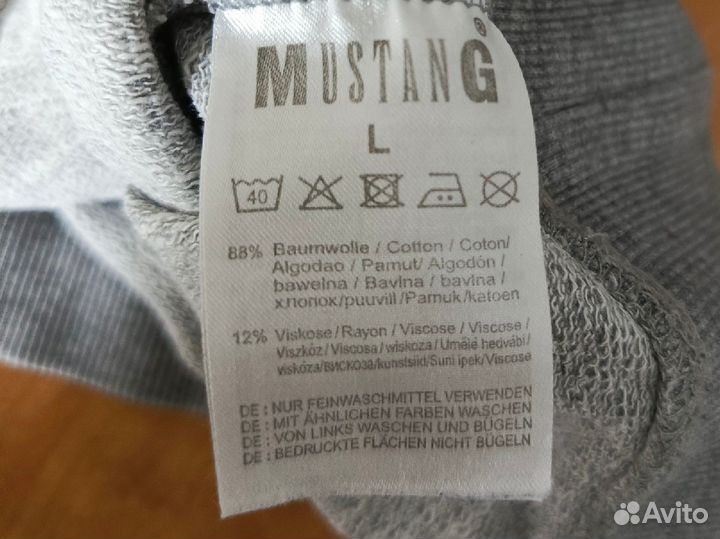 MUSTANG®
L
40
88% Baumwolle / Cotton / Coton/
Algodao / Pamut/ Algodón /
bawelna / Bavlna / bavlna /
хлопок/puuvill/Pamuk/katoen
12% Viskose/Rayon / Viscose / Viscose /
Viszkóz/Viscosa/wiskoza/Umělé hedvábí/
viskóza/ВИСКОЗА/kunstsiid/Suni ipek/Viscose
DE : NUR FEINWASCHMITTEL VERWENDEN
DE : MIT ÄHNLICHEN FARBEN WASCHEN
DE : VON LINKS WASCHEN UND BÜGELN
DE : BEDRUCKTE FLÄCHEN NICHT BÜGELN
Avito